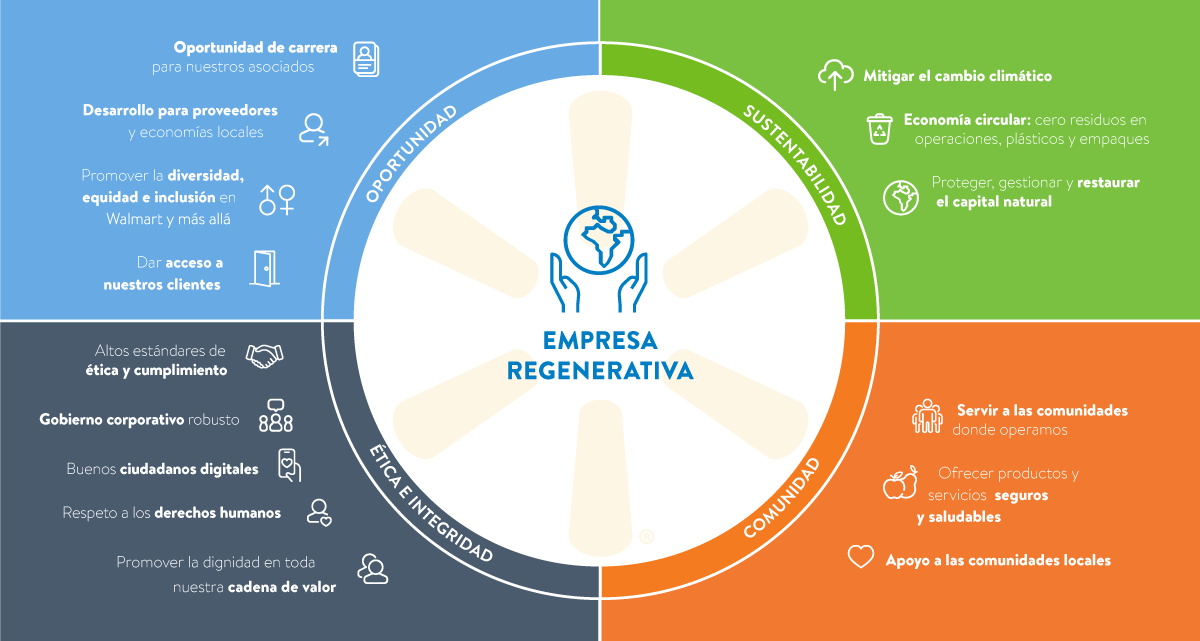 Oportunidad de carrera
para nuestros asociados
Desarrollo para proveedores
y economías locales
Promover la diversidad,
equidad e inclusión en
Walmart y más allá
Dar acceso a
nuestros clientes
OPORTUNIDAD
SUSTENTABILIDAD
Mitigar el cambio climático
Economía circular: cero residuos en
operaciones, plásticos y empaques
Proteger, gestionar y restaurar
el capital natural
EMPRESA
REGENERATIVA
Altos estándares de
ética y cumplimiento
Gobierno corporativo robusto
Buenos ciudadanos digitales
Respeto a los derechos humanos
Promover la dignidad en toda
nuestra cadena de valor
ÉTICA E INTEGRIDAD
COMUNIDAD
Servir a las comunidades
donde operamos
Ofrecer productos y
servicios seguros
y saludables
Apoyo a las comunidades locales
®